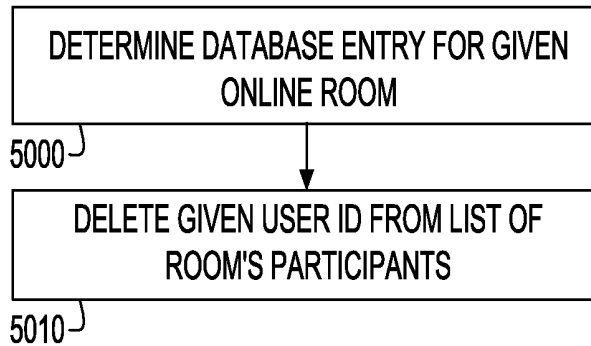 DETERMINE DATABASE ENTRY FOR GIVEN
ONLINE ROOM
5000
DELETE GIVEN USER ID FROM LIST OF
ROOM'S PARTICIPANTS
5010